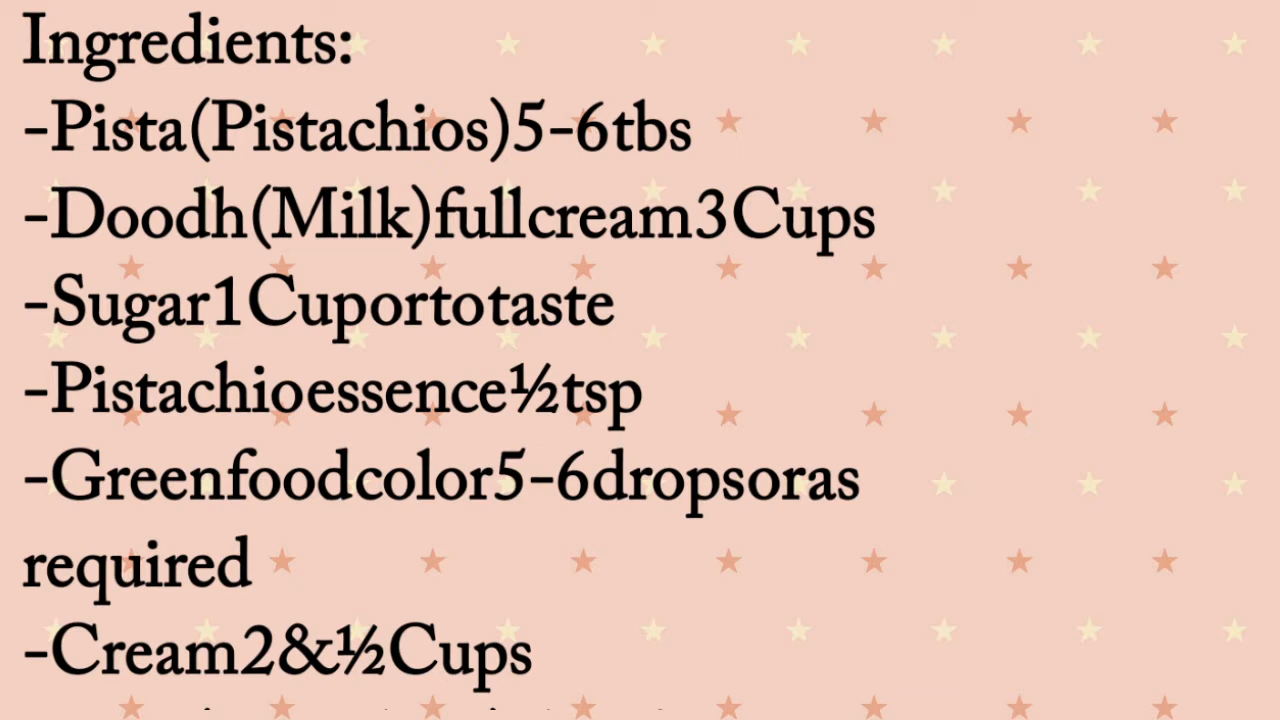 Ingredients:
-Pista(Pistachios)5-6tbs
-Doodh(Milk)fullcream3Cups
-Sugar1Cuportotaste
-Pistachioessence½tsp
-Greenfoodcolor5-6dropsoras
required
-Cream2&½Cups